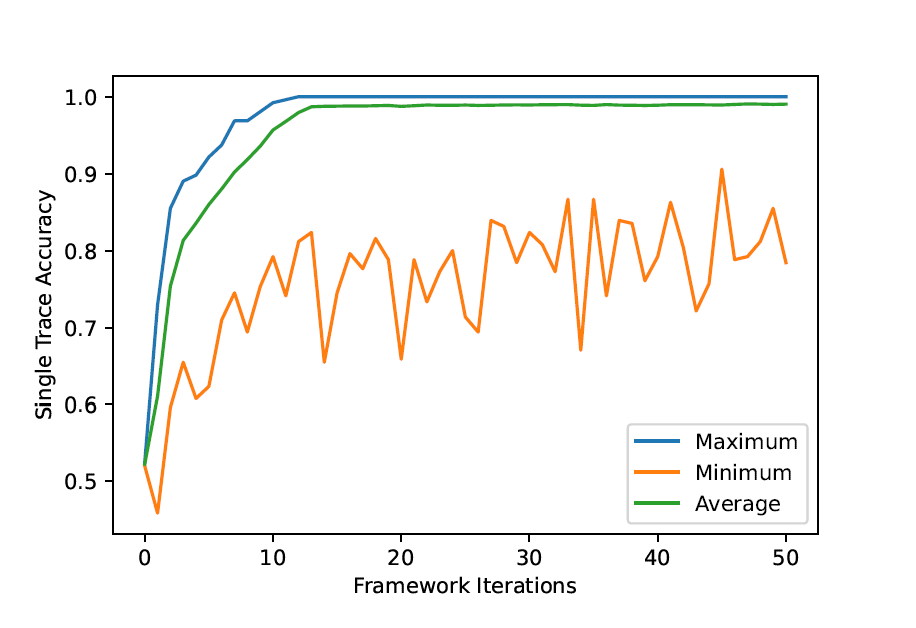 1.0
0.9
0.8
0.7
0.6
0.5
Single Trace Accuracy
Maximum
Minimum
Average
0 10 20 30 40 50
Framework Iterations